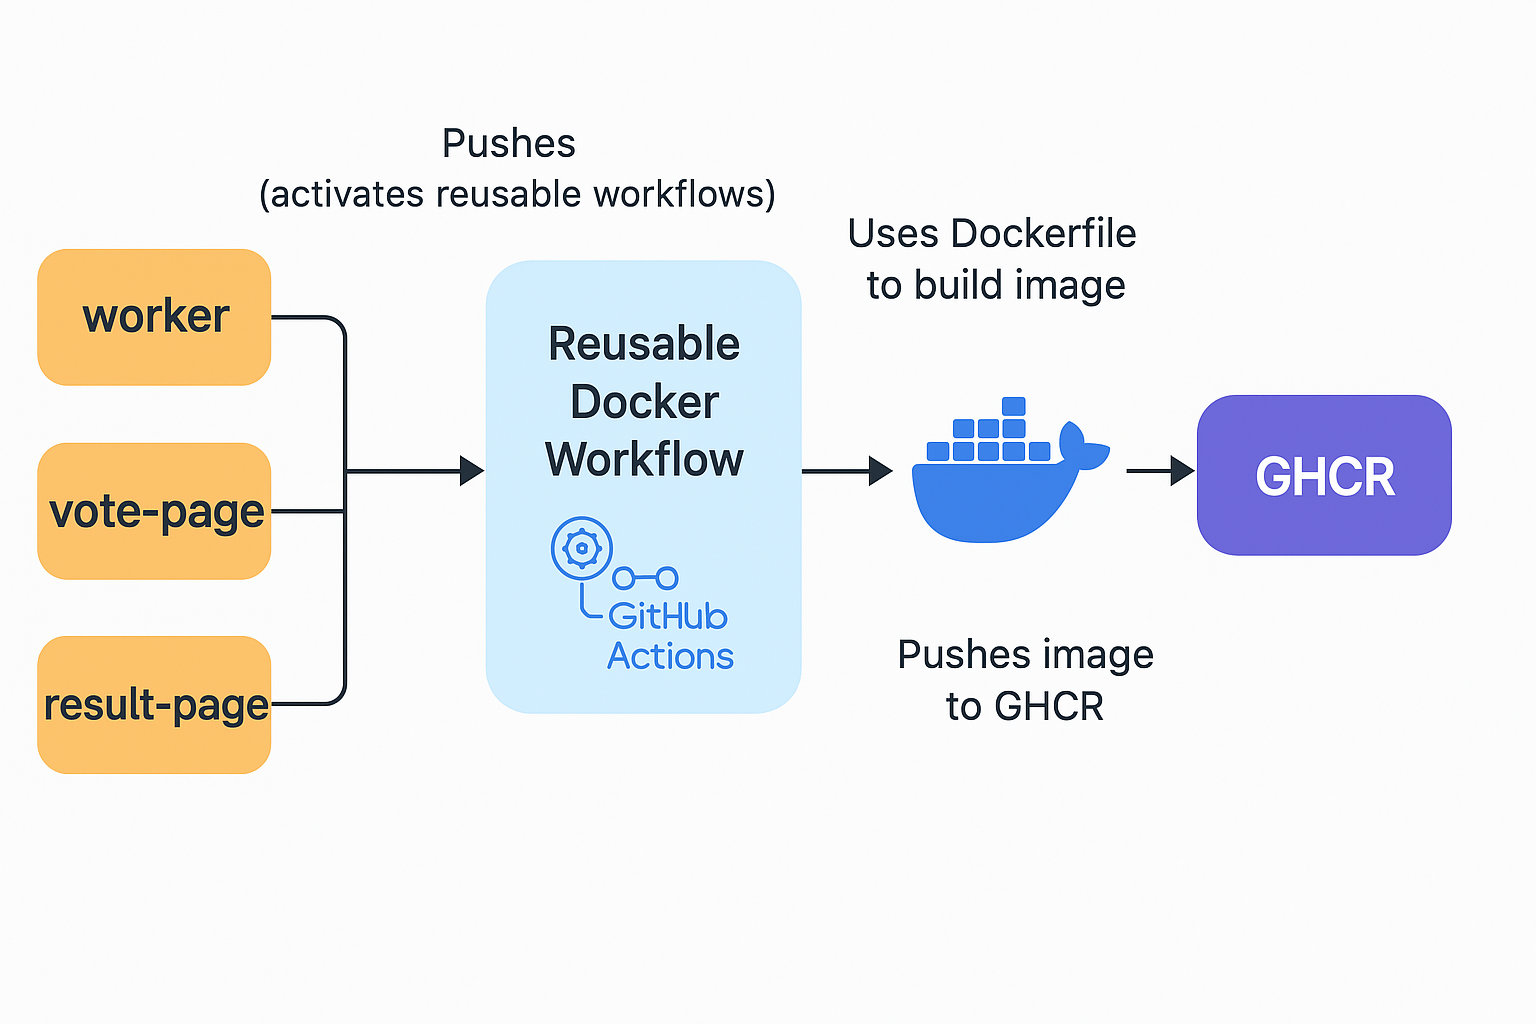 Pushes
(activates reusable workflows)
worker
vote-page
result-page
Reusable
Docker
Workflow
GitHub
Actions
Uses Dockerfile
to build image
Pushes image
to GHCR
GHCR